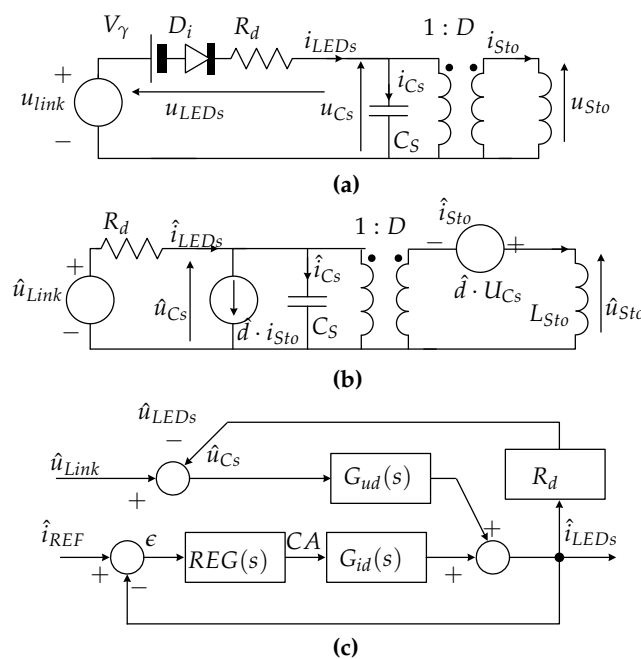 V_γ D_i R_d i_LEDs 1 : D i_Sto
+ u_link −
u_LEDs u_Cs i_Cs C_S u_Sto
(a)
R_d î_LEDs 1 : D î_Sto
+ û_Link −
û_Cs d̂ · i_Sto î_Cs C_S − + d̂ · U_Cs L_Sto û_Sto
(b)
û_LEDs
û_Link + − û_Cs G_ud(s) R_d
î_REF + − ϵ REG(s) CA G_id(s) + + î_LEDs
(c)